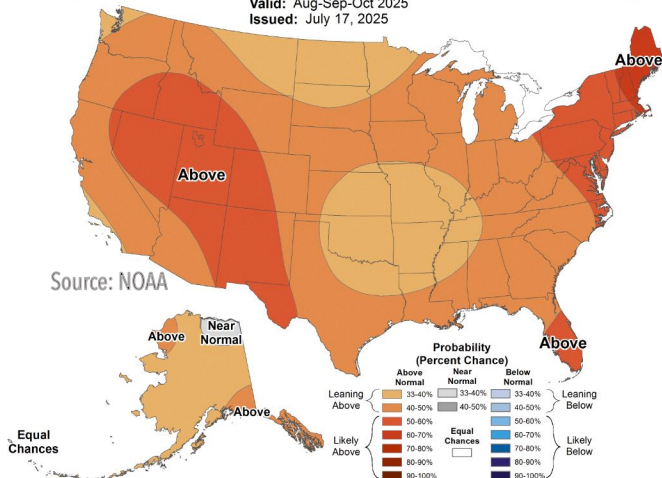 Valid: Aug-Sep-Oct 2025
Issued: July 17, 2025
Above
Above
Source: NOAA
Above
Near
Normal
Above
Above
Equal
Chances
Probability
(Percent Chance)
Above
Normal
Near
Normal
Below
Normal
Leaning
Above
33-40%
40-50%
50-60%
60-70%
70-80%
80-90%
90-100%
Likely
Above
33-40%
40-50%
Equal
Chances
33-40%
40-50%
50-60%
60-70%
70-80%
80-90%
90-100%
Leaning
Below
Likely
Below